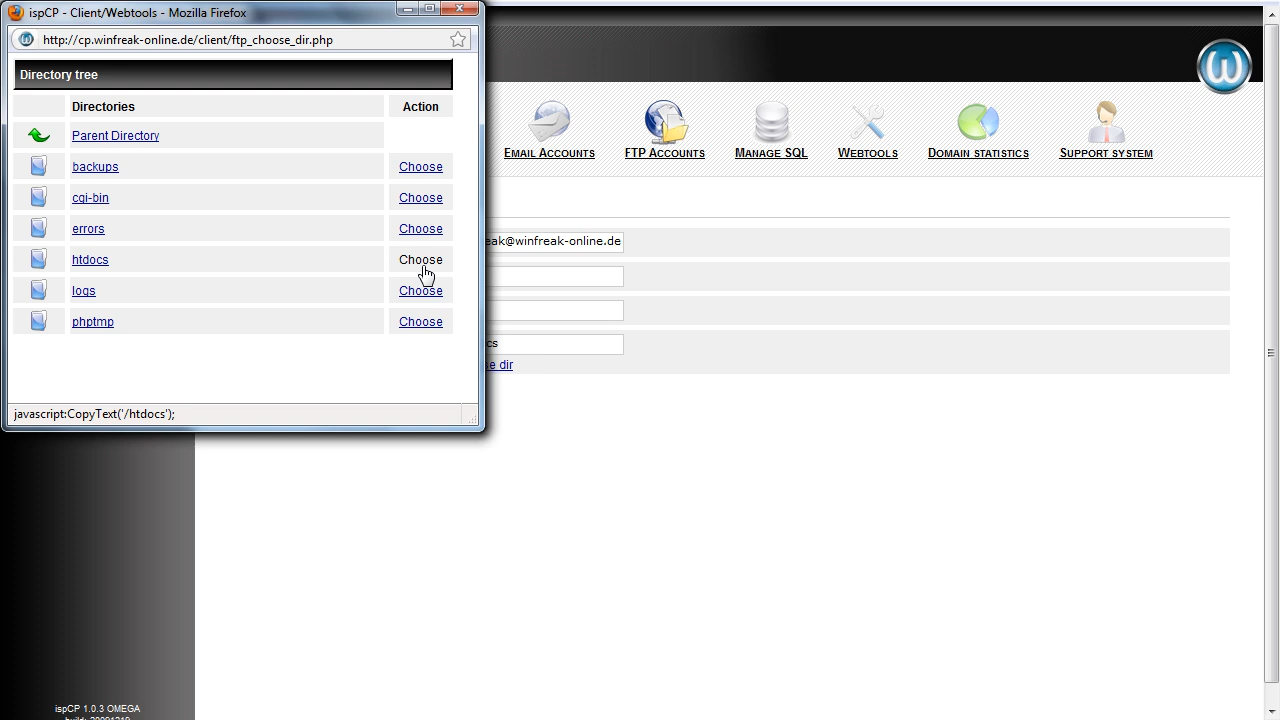 ispCP - Client/Webtools - Mozilla Firefox
http://cp.winfreak-online.de/client/ftp_choose_dir.php
Directory tree
Directories Action
Parent Directory
backups Choose
cgi-bin Choose
errors Choose
htdocs Choose
logs Choose
phptmp Choose
javascript:CopyText('/htdocs');
W
EMAIL ACCOUNTS FTP ACCOUNTS MANAGE SQL WEBTOOLS DOMAIN STATISTICS SUPPORT SYSTEM
eak@winfreak-online.de
cs
se dir
ispCP 1.0.3 OMEGA